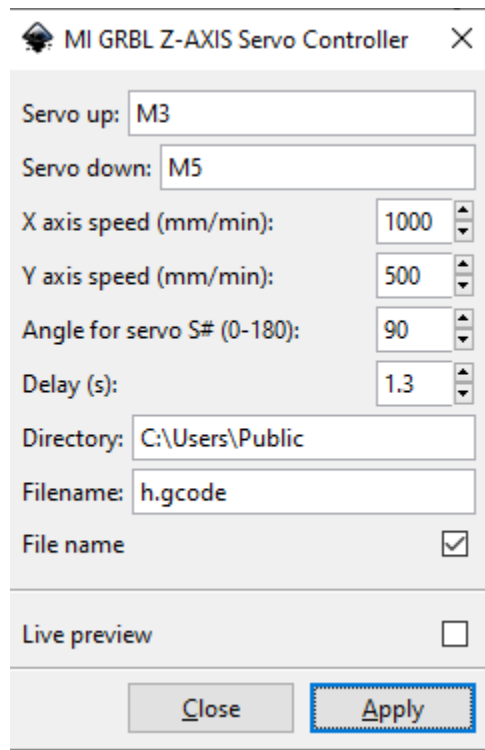 MI GRBL Z-AXIS Servo Controller
Servo up: M3
Servo down: M5
X axis speed (mm/min): 1000
Y axis speed (mm/min): 500
Angle for servo S# (0-180): 90
Delay (s): 1.3
Directory: C:\Users\Public
Filename: h.gcode
File name
Live preview
Close Apply